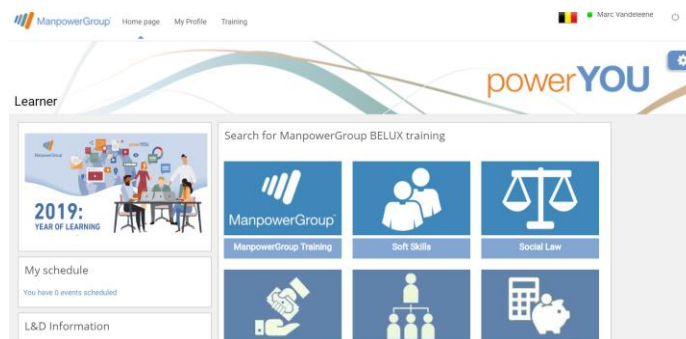 ManpowerGroup
Home page
My Profile
Training
Marc Vandeleene
powerYOU
Learner
2019:
YEAR OF LEARNING
Search for ManpowerGroup BELUX training
ManpowerGroup
ManpowerGroup Training
Soft Skills
Social Law
My schedule
You have 0 events scheduled
L&D Information